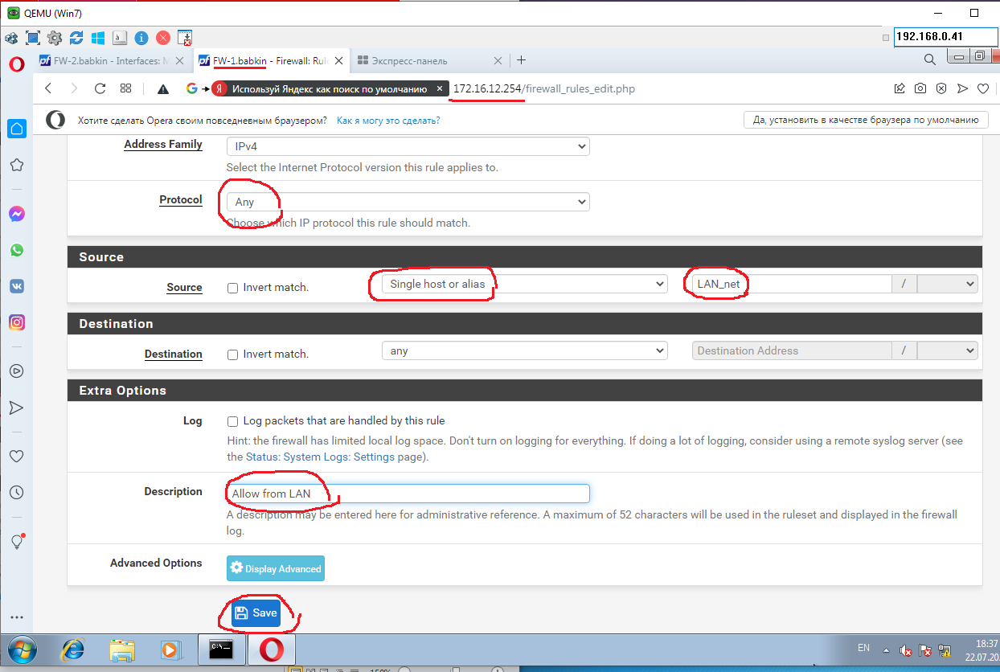 QEMU (Win7)
192.168.0.41
FW-2.babkin - Interfaces: M
FW-1.babkin - Firewall: Rul
Экспресс-панель
Используй Яндекс как поиск по умолчанию
172.16.12.254/firewall_rules_edit.php
Хотите сделать Opera своим повседневным браузером? Как я могу это сделать?
Да, установить в качестве браузера по умолчанию
Address Family
IPv4
Select the Internet Protocol version this rule applies to.
Protocol
Any
Choose which IP protocol this rule should match.
Source
Source
Invert match.
Single host or alias
LAN_net
/
Destination
Destination
Invert match.
any
Destination Address
/
Extra Options
Log
Log packets that are handled by this rule
Hint: the firewall has limited local log space. Don't turn on logging for everything. If doing a lot of logging, consider using a remote syslog server (see
the Status: System Logs: Settings page).
Description
Allow from LAN
A description may be entered here for administrative reference. A maximum of 52 characters will be used in the ruleset and displayed in the firewall
log.
Advanced Options
Display Advanced
Save
EN
18:37
22.07.20
150%